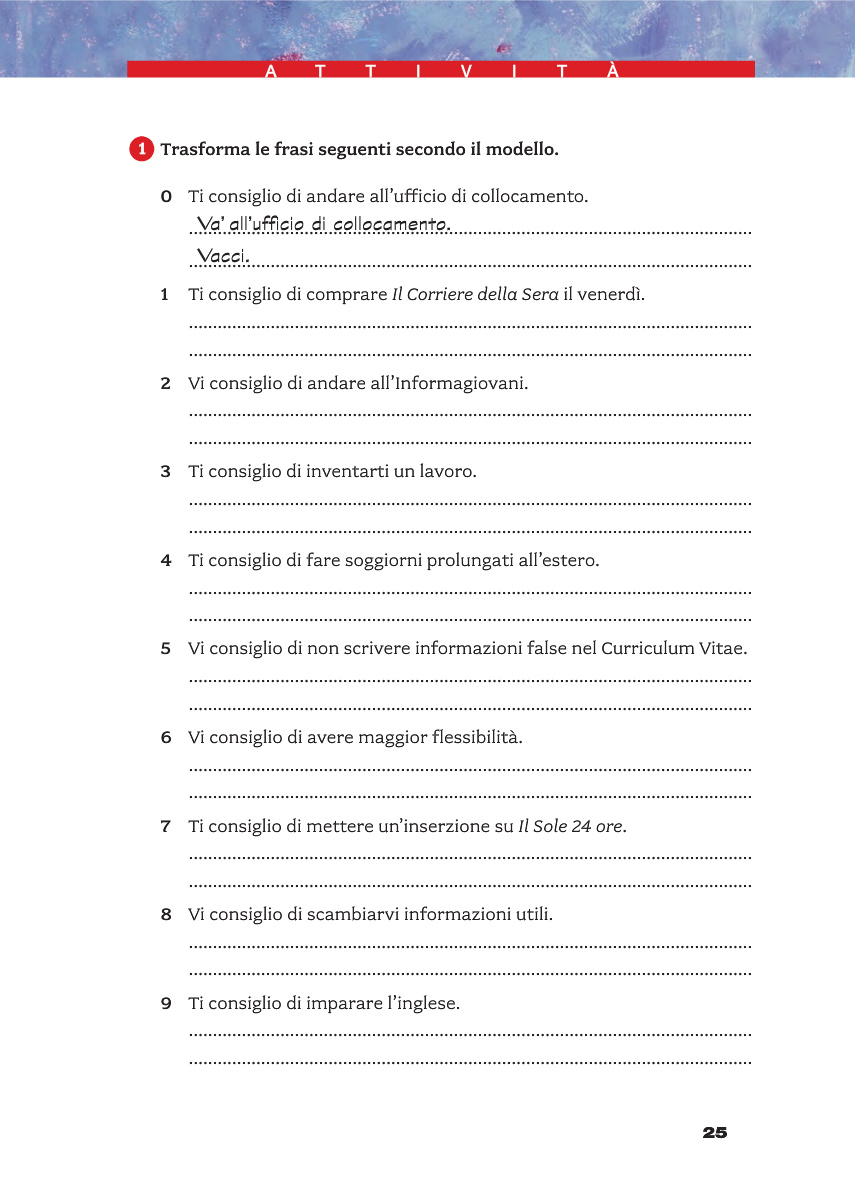 ATTIVITÀ
1 Trasforma le frasi seguenti secondo il modello.
0 Ti consiglio di andare all'ufficio di collocamento.
Va' all'ufficio di collocamento.
Vacci.
1 Ti consiglio di comprare Il Corriere della Sera il venerdì.
2 Vi consiglio di andare all'Informagiovani.
3 Ti consiglio di inventarti un lavoro.
4 Ti consiglio di fare soggiorni prolungati all'estero.
5 Vi consiglio di non scrivere informazioni false nel Curriculum Vitae.
6 Vi consiglio di avere maggior flessibilità.
7 Ti consiglio di mettere un'inserzione su Il Sole 24 ore.
8 Vi consiglio di scambiarvi informazioni utili.
9 Ti consiglio di imparare l'inglese.
25